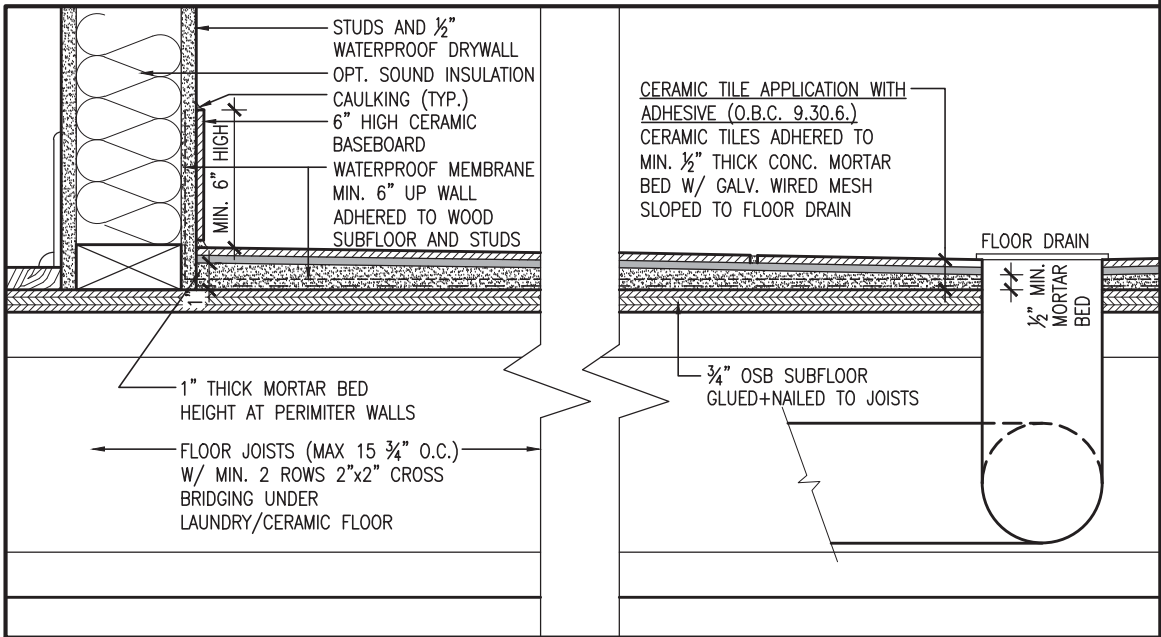 STUDS AND ½"
WATERPROOF DRYWALL
OPT. SOUND INSULATION
CAULKING (TYP.)
6" HIGH CERAMIC
BASEBOARD
WATERPROOF MEMBRANE
MIN. 6" UP WALL
ADHERED TO WOOD
SUBFLOOR AND STUDS
MIN. 6" HIGH
1"
1" THICK MORTAR BED
HEIGHT AT PERIMITER WALLS
FLOOR JOISTS (MAX 15 ¾" O.C.)
W/ MIN. 2 ROWS 2"x2" CROSS
BRIDGING UNDER
LAUNDRY/CERAMIC FLOOR
CERAMIC TILE APPLICATION WITH
ADHESIVE (O.B.C. 9.30.6.)
CERAMIC TILES ADHERED TO
MIN. ½" THICK CONC. MORTAR
BED W/ GALV. WIRED MESH
SLOPED TO FLOOR DRAIN
FLOOR DRAIN
½" MIN.
MORTAR
BED
¾" OSB SUBFLOOR
GLUED+NAILED TO JOISTS